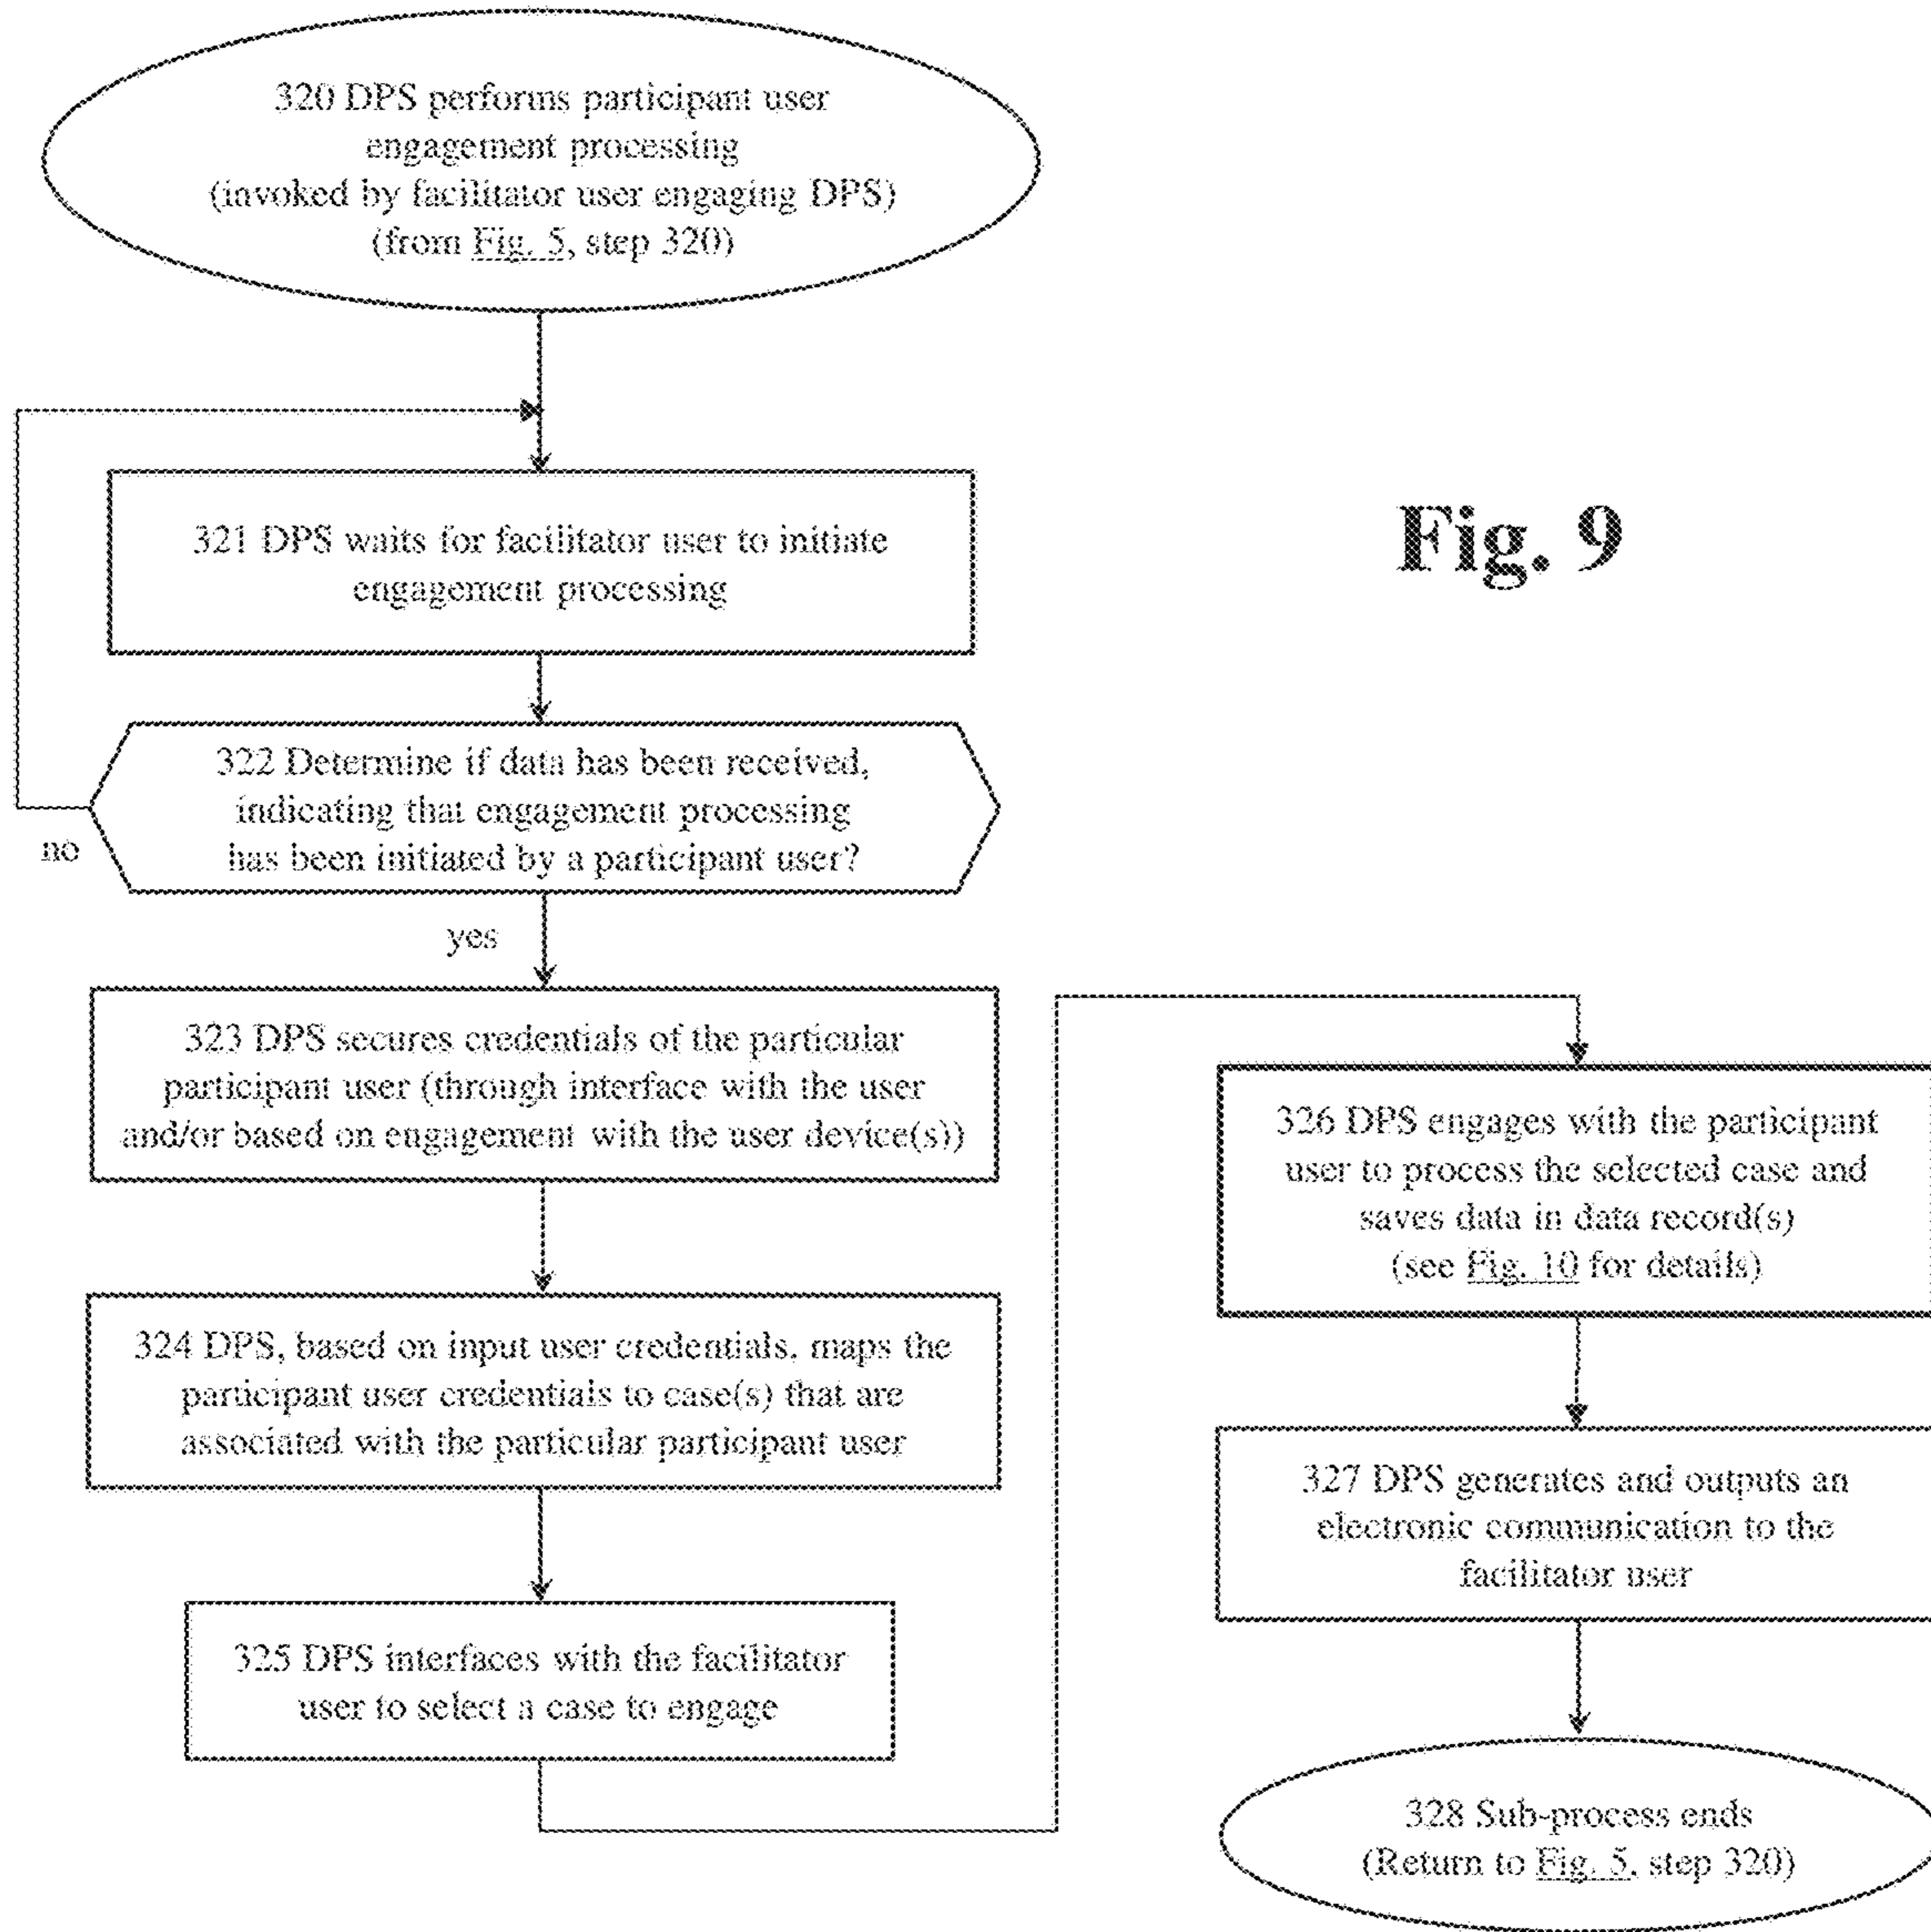 320 DPS performs participant user
engagement processing
(invoked by facilitator user engaging DPS)
(from Fig. 5, step 320)
321 DPS waits for facilitator user to initiate
engagement processing
322 Determine if data has been received,
indicating that engagement processing
has been initiated by a participant user?
no
yes
323 DPS secures credentials of the particular
participant user (through interface with the user
and/or based on engagement with the user device(s))
324 DPS, based on input user credentials, maps the
participant user credentials to case(s) that are
associated with the particular participant user
325 DPS interfaces with the facilitator
user to select a case to engage
Fig. 9
326 DPS engages with the participant
user to process the selected case and
saves data in data record(s)
(see Fig. 10 for details)
327 DPS generates and outputs an
electronic communication to the
facilitator user
328 Sub-process ends
(Return to Fig. 5, step 320)